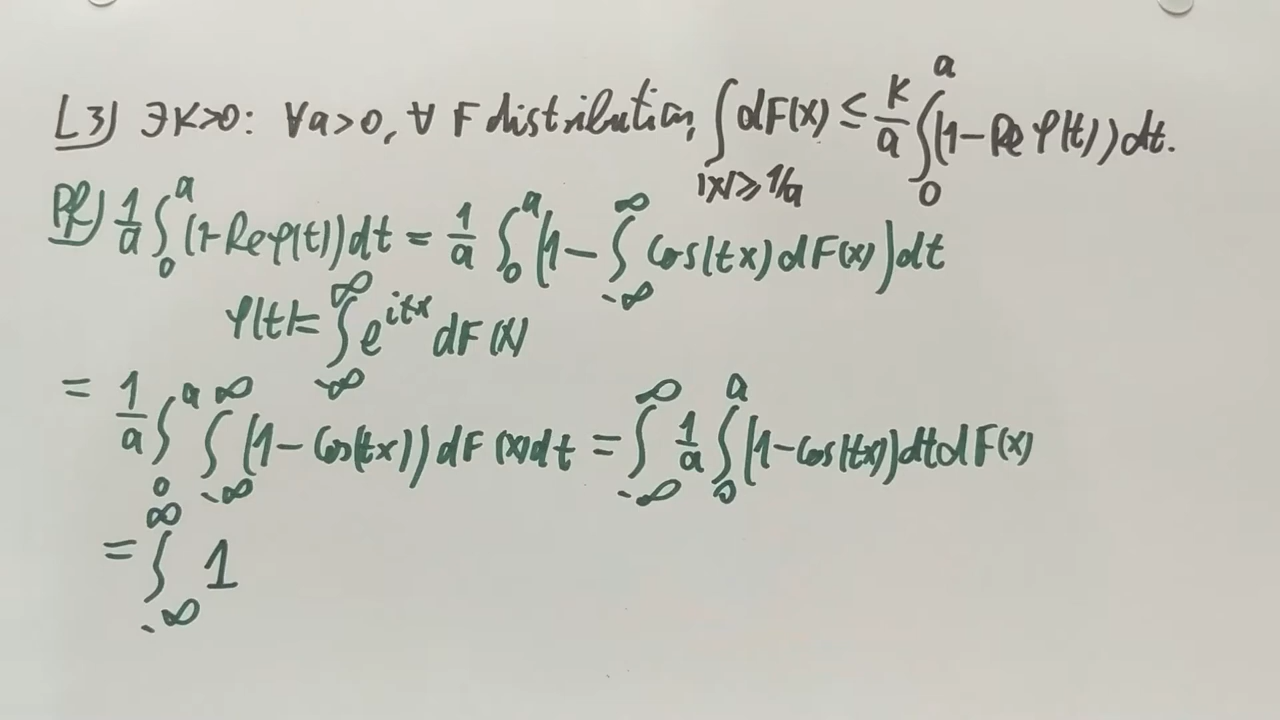 L3) ∃K>0: ∀a>0, ∀ F distribution, ∫_{|x|≥1/a} dF(x) ≤ K/a ∫_0^a (1-Re φ(t))dt.
Pf) 1/a ∫_0^a (1-Re φ(t))dt = 1/a ∫_0^a (1-∫_{-∞}^∞ cos(tx)dF(x))dt
φ(t)=∫_{-∞}^∞ e^{itx} dF(x)
= 1/a ∫_0^a ∫_{-∞}^∞ (1-cos(tx))dF(x)dt = ∫_{-∞}^∞ 1/a ∫_0^a (1-cos(tx))dt dF(x)
= ∫_{-∞}^∞ 1